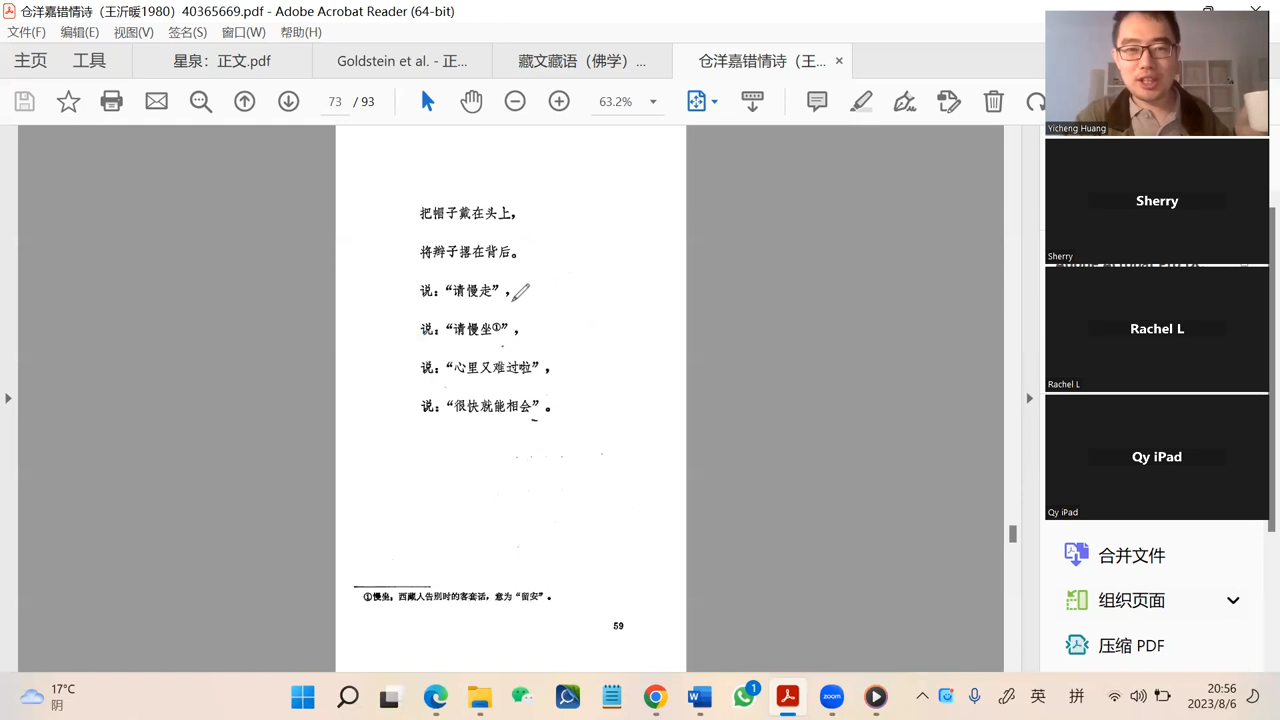 仓洋嘉错情诗（王沂暖1980）40365669.pdf - Adobe Acrobat Reader (64-bit)
文件(F) 编辑(E) 视图(V) 签名(S) 窗口(W) 帮助(H)
主页 工具 星泉：正文.pdf Goldstein et al. - 正... 藏文藏语（佛学）... 仓洋嘉错情诗（王... ×
73 / 93 63.2%
把帽子戴在头上，
将辫子撂在背后。
说：“请慢走”，
说：“请慢坐①”，
说：“心里又难过啦”，
说：“很快就能相会”。
①慢坐，西藏人告别时的客套话，意为“留安”。
59
Yicheng Huang
Sherry
Sherry
Rachel L
Rachel L
Qy iPad
Qy iPad
合并文件
组织页面
压缩 PDF
17°C
阴
1
zoom
英 拼
20:56
2023/8/6